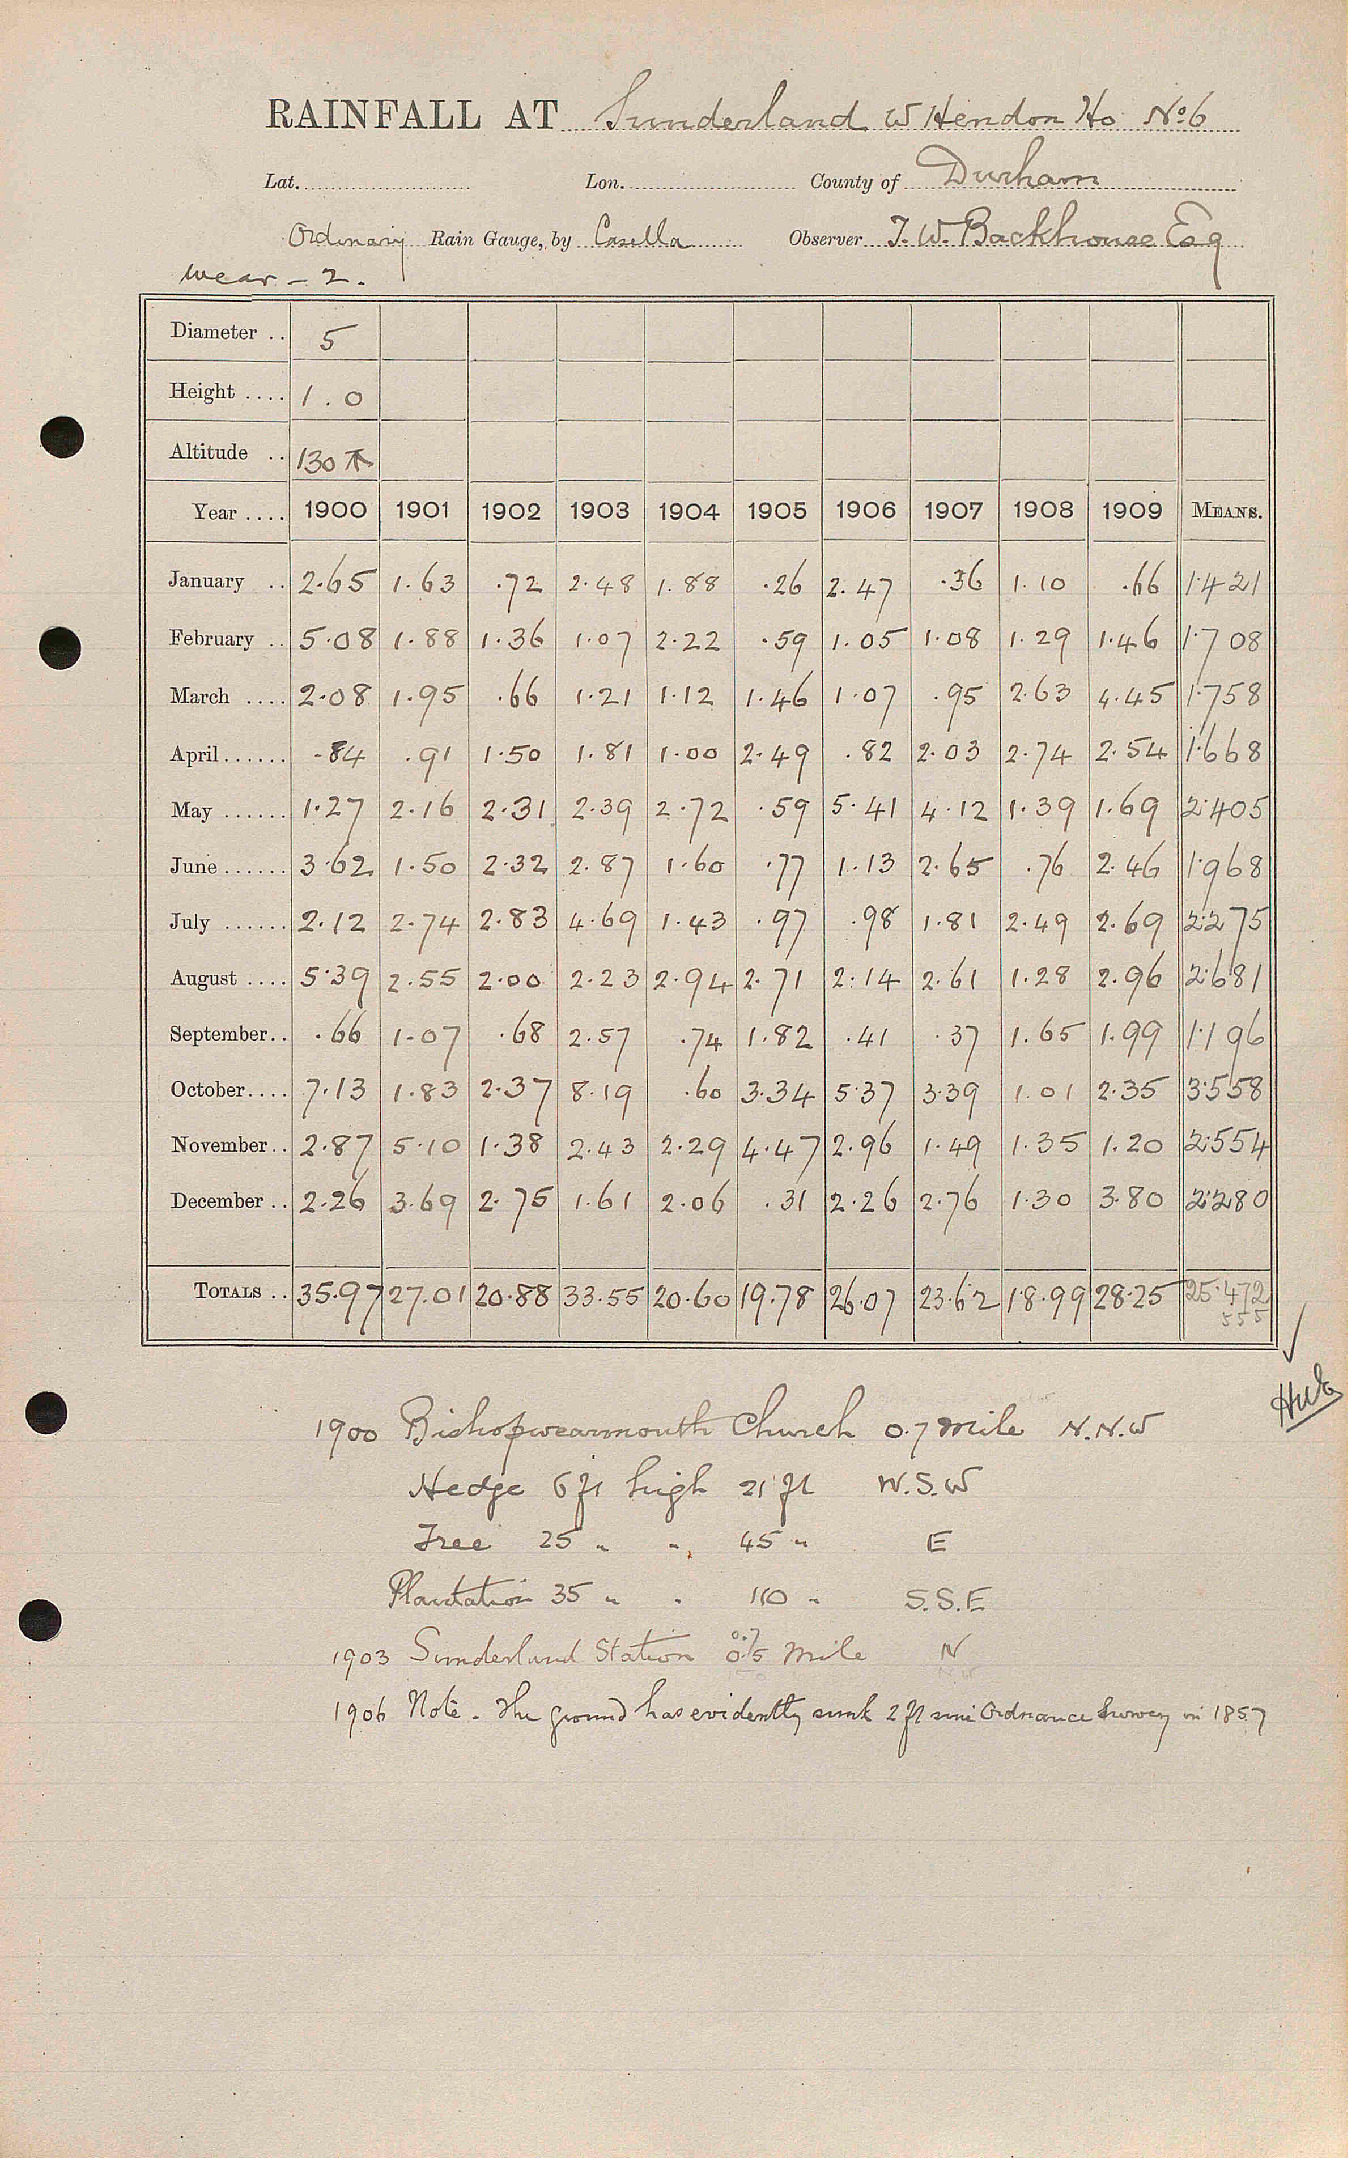 RAINFALL AT Sunderland W Hendon Ho No 6
Lat. Lon. County of Durham
Ordinary Rain Gauge, by Casella Observer T. W. Backhouse Esq
Wear - 2.
Diameter .. 5
Height .... 1.0
Altitude .. 130
Year .... 1900 1901 1902 1903 1904 1905 1906 1907 1908 1909 MEANS.
January .. 2.65 1.63 .72 2.48 1.88 .26 2.47 .36 1.10 .66 1.421
February .. 5.08 1.88 1.36 1.07 2.22 .59 1.05 1.08 1.29 1.46 1.708
March .... 2.08 1.95 .66 1.21 1.12 1.46 1.07 .95 2.63 4.45 1.758
April ...... .84 .91 1.50 1.81 1.00 2.49 .82 2.03 2.74 2.54 1.668
May ...... 1.27 2.16 2.31 2.39 2.72 .59 5.41 4.12 1.39 1.69 2.405
June ...... 3.62 1.50 2.32 2.87 1.60 .77 1.13 2.65 .76 2.46 1.968
July ...... 2.12 2.74 2.83 4.69 1.43 .97 .98 1.81 2.49 2.69 2.275
August .... 5.39 2.55 2.00 2.23 2.94 2.71 2.14 2.61 1.28 2.96 2.681
September .. .66 1.07 .68 2.57 .74 1.82 .41 .37 1.65 1.99 1.196
October .... 7.13 1.83 2.37 8.19 .60 3.34 5.37 3.39 1.01 2.35 3.558
November .. 2.87 5.10 1.38 2.43 2.29 4.47 2.96 1.49 1.35 1.20 2.554
December .. 2.26 3.69 2.75 1.61 2.06 .31 2.26 2.76 1.30 3.80 2.280
TOTALS .. 35.97 27.01 20.88 33.55 20.60 19.78 26.07 23.62 18.99 28.25 25.472
1900 Bishopwearmouth Church 0.7 mile N.N.W
Hedge 6 ft high 21 ft W.S.W
Tree 25 " " 45 " E
Plantation 35 " " 110 " S.S.E
1903 Sunderland Station 0.75 mile N
1906 Note. The ground has evidently sunk 2 ft since Ordnance Survey in 1857